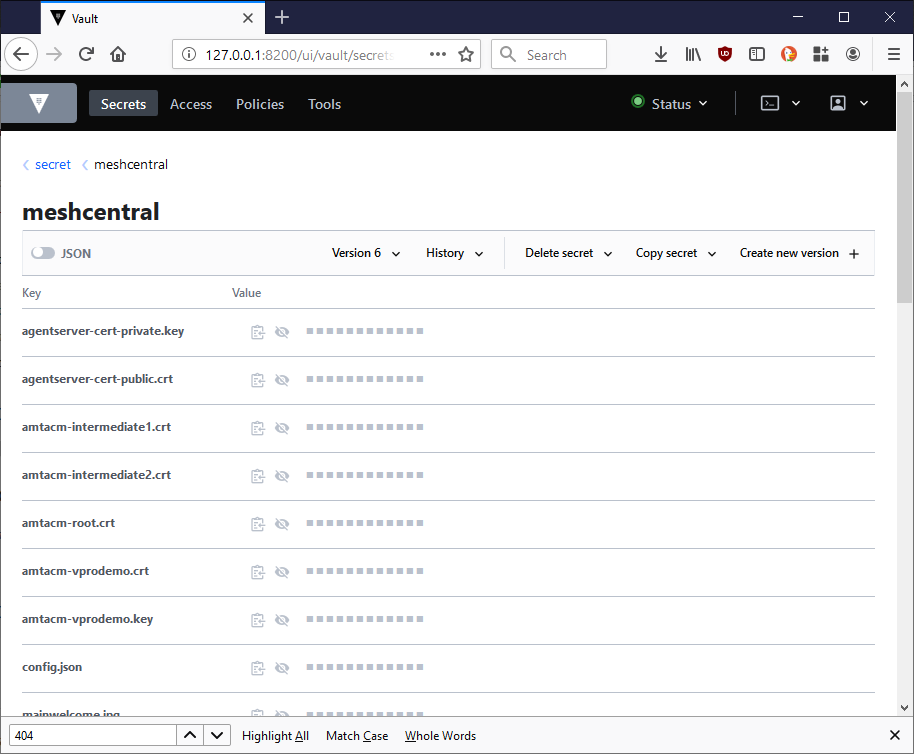 Vault
127.0.0.1:8200/ui/vault/secrets
Search
Secrets Access Policies Tools Status
secret meshcentral
meshcentral
JSON Version 6 History Delete secret Copy secret Create new version
Key Value
agentserver-cert-private.key
agentserver-cert-public.crt
amtacm-intermediate1.crt
amtacm-intermediate2.crt
amtacm-root.crt
amtacm-vprodemo.crt
amtacm-vprodemo.key
config.json
mainwelcome.jpg
404 Highlight All Match Case Whole Words